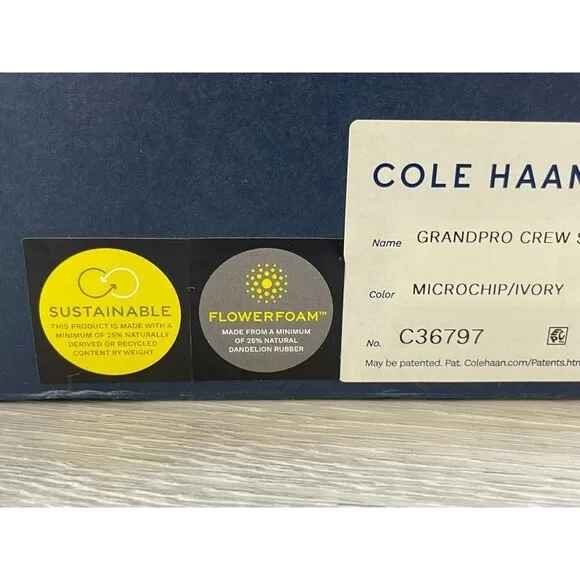 SUSTAINABLE
THIS PRODUCT IS MADE WITH A
MINIMUM OF 25% NATURALLY
DERIVED OR RECYCLED
CONTENT BY WEIGHT
FLOWERFOAM™
MADE FROM A MINIMUM
OF 25% NATURAL
DANDELION RUBBER
COLE HAAN
Name GRANDPRO CREW S
Color MICROCHIP/IVORY
No. C36797
May be patented. Pat. Colehaan.com/Patents.htm